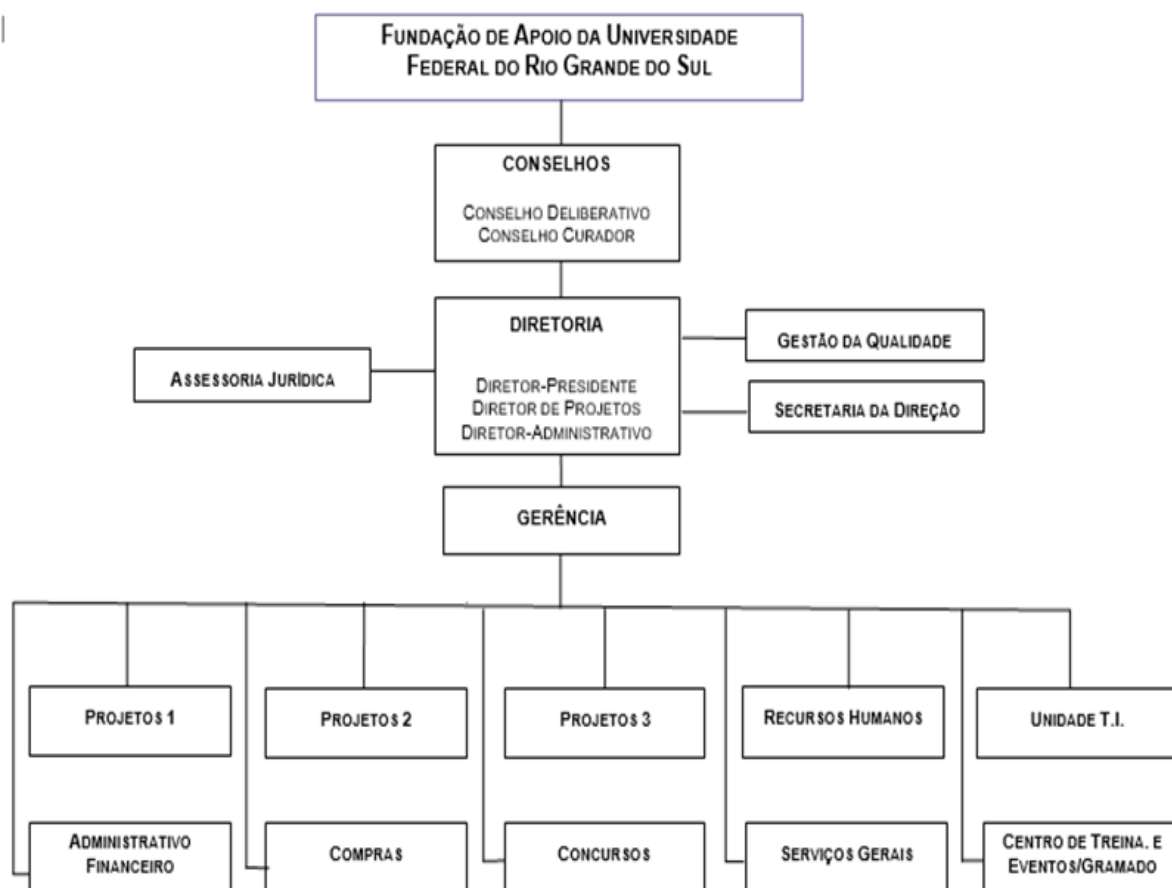 FUNDAÇÃO DE APOIO DA UNIVERSIDADE
FEDERAL DO RIO GRANDE DO SUL
CONSELHOS
CONSELHO DELIBERATIVO
CONSELHO CURADOR
DIRETORIA
DIRETOR-PRESIDENTE
DIRETOR DE PROJETOS
DIRETOR-ADMINISTRATIVO
ASSESSORIA JURÍDICA
GESTÃO DA QUALIDADE
SECRETARIA DA DIREÇÃO
GERÊNCIA
PROJETOS 1
PROJETOS 2
PROJETOS 3
RECURSOS HUMANOS
UNIDADE T.I.
ADMINISTRATIVO
FINANCEIRO
COMPRAS
CONCURSOS
SERVIÇOS GERAIS
CENTRO DE TREINA. E
EVENTOS/GRAMADO